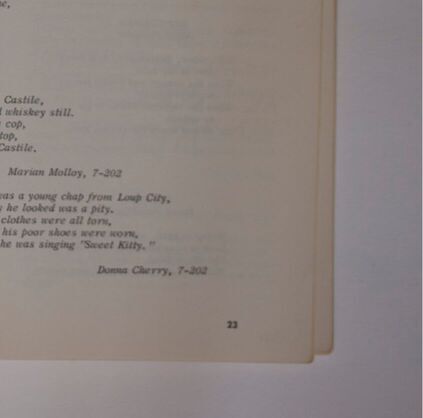 Castile,
whiskey still.
cop,
top,
Castile.
Marian Molloy, 7-202
was a young chap from Loup City,
he looked was a pity.
clothes were all torn,
his poor shoes were worn,
he was singing "Sweet Kitty."
Donna Cherry, 7-202
23